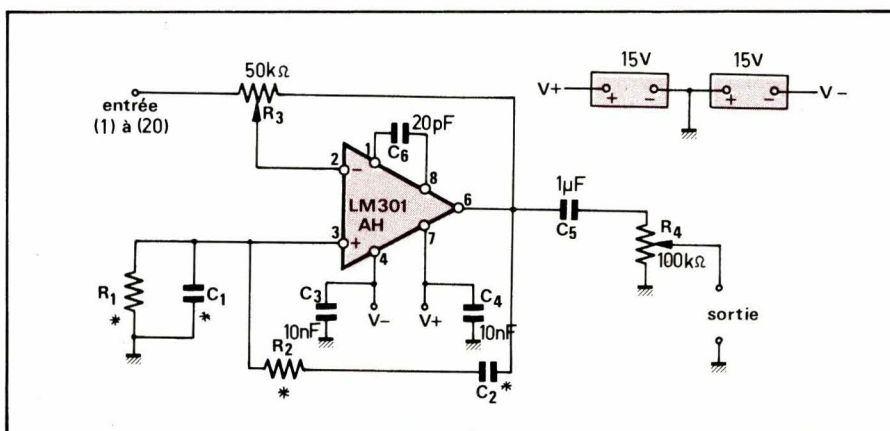 50kΩ
entrée
(1) à (20)
R3
15V
15V
V+
+
−
+
−
V−
20pF
1
C6
2
−
8
LM301
AH
6
3
+
7
4
1µF
C5
R4
100kΩ
R1
*
C1
*
C3
10nF
V−
V+
C4
10nF
sortie
R2
*
C2
*